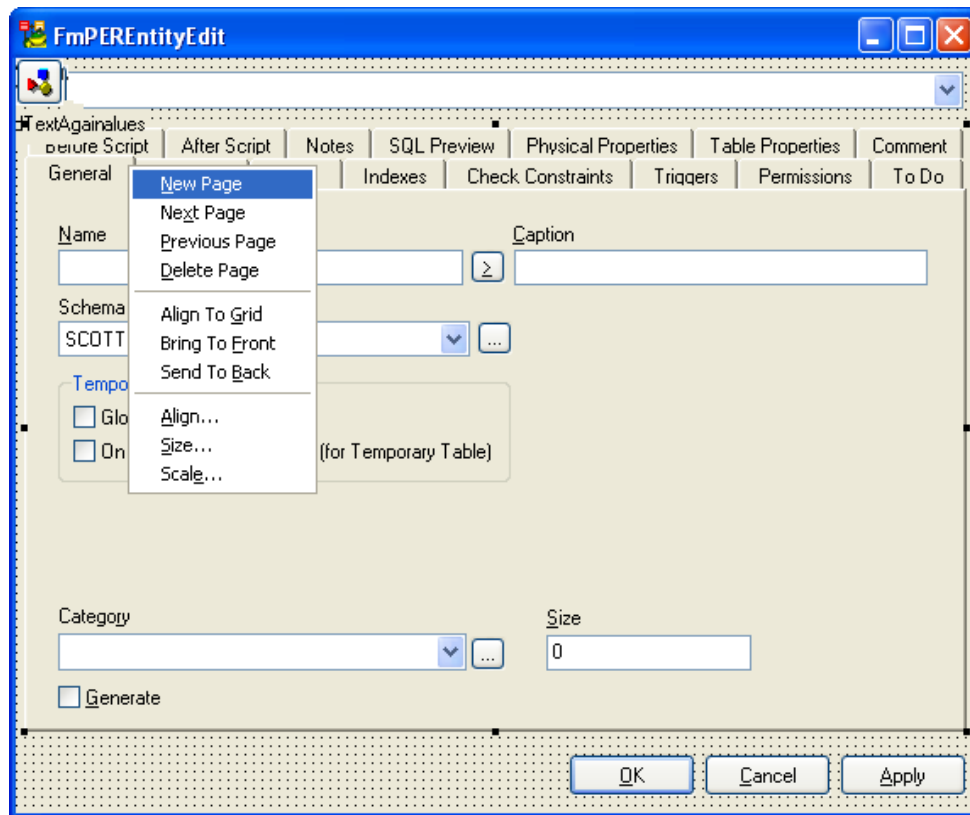 FmPEREntityEdit
TextAgainalues
Before Script After Script Notes SQL Preview Physical Properties Table Properties Comment
General Indexes Check Constraints Triggers Permissions To Do
New Page
Next Page
Previous Page
Delete Page
Align To Grid
Bring To Front
Send To Back
Align...
Size...
Scale...
Name Caption
>
Schema
SCOTT ...
Tempo
Glo
On (for Temporary Table)
Category Size
... 0
Generate
OK Cancel Apply